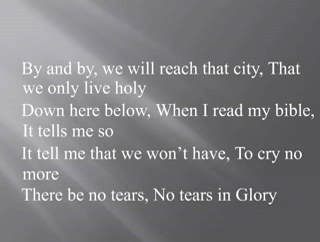 By and by, we will reach that city, That
we only live holy
Down here below, When I read my bible,
It tells me so
It tell me that we won’t have, To cry no
more
There be no tears, No tears in Glory